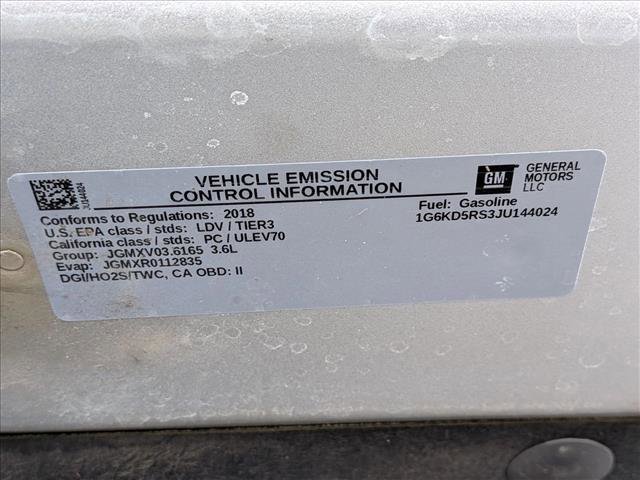 VEHICLE EMISSION
CONTROL INFORMATION
GM
GENERAL
MOTORS
LLC
JU144024
Conforms to Regulations: 2018
U.S. EPA class / stds: LDV / TIER3
California class / stds: PC / ULEV70
Group: JGMXV03.6165 3.6L
Evap: JGMXR0112835
DGI/HO2S/TWC, CA OBD: II
Fuel: Gasoline
1G6KD5RS3JU144024